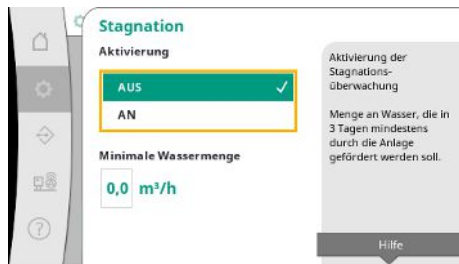 Stagnation
Aktivierung
AUS
AN
Minimale Wassermenge
0,0 m³/h
Aktivierung der
Stagnations-
überwachung
Menge an Wasser, die in
3 Tagen mindestens
durch die Anlage
gefördert werden soll.
Hilfe